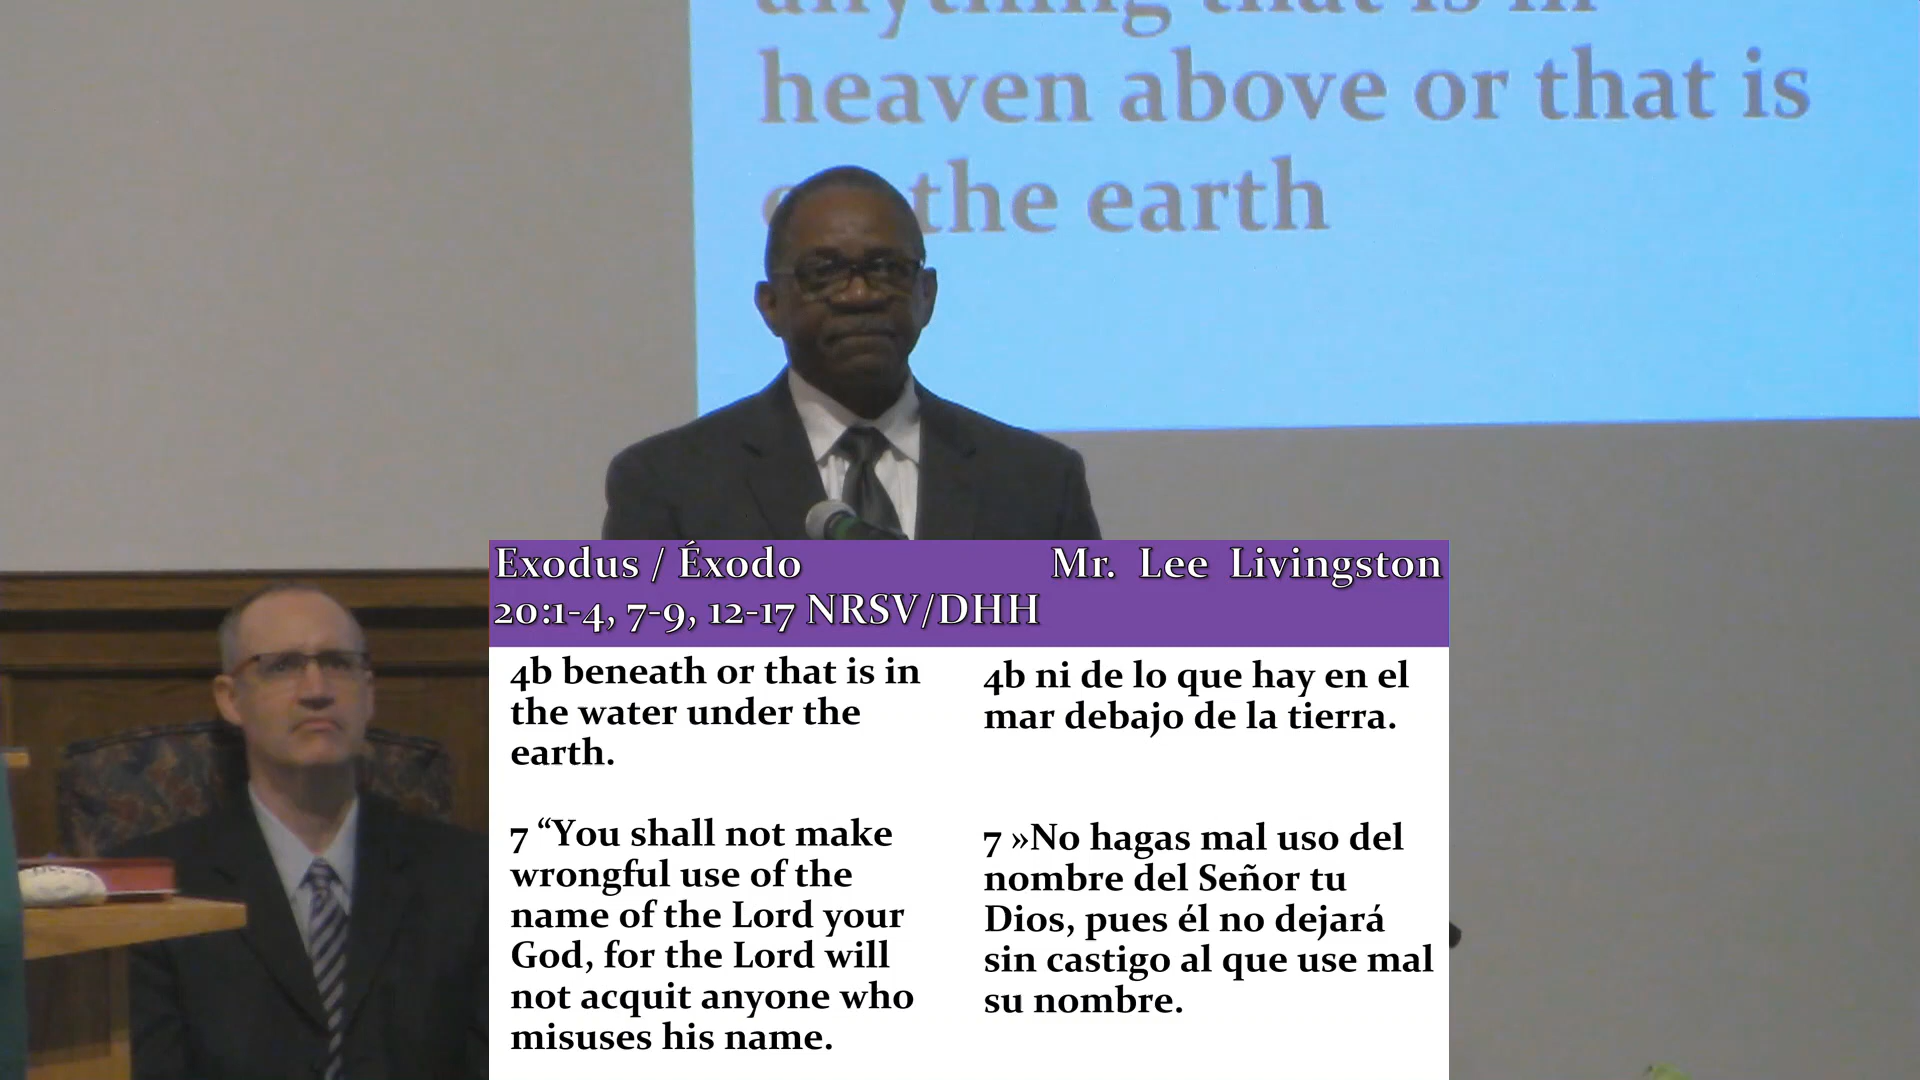 anything that is in
heaven above or that is
the earth
Exodus / Éxodo
Mr. Lee Livingston
20:1-4, 7-9, 12-17 NRSV/DHH
4b beneath or that is in
the water under the
earth.
7 “You shall not make
wrongful use of the
name of the Lord your
God, for the Lord will
not acquit anyone who
misuses his name.
4b ni de lo que hay en el
mar debajo de la tierra.
7 »No hagas mal uso del
nombre del Señor tu
Dios, pues él no dejará
sin castigo al que use mal
su nombre.